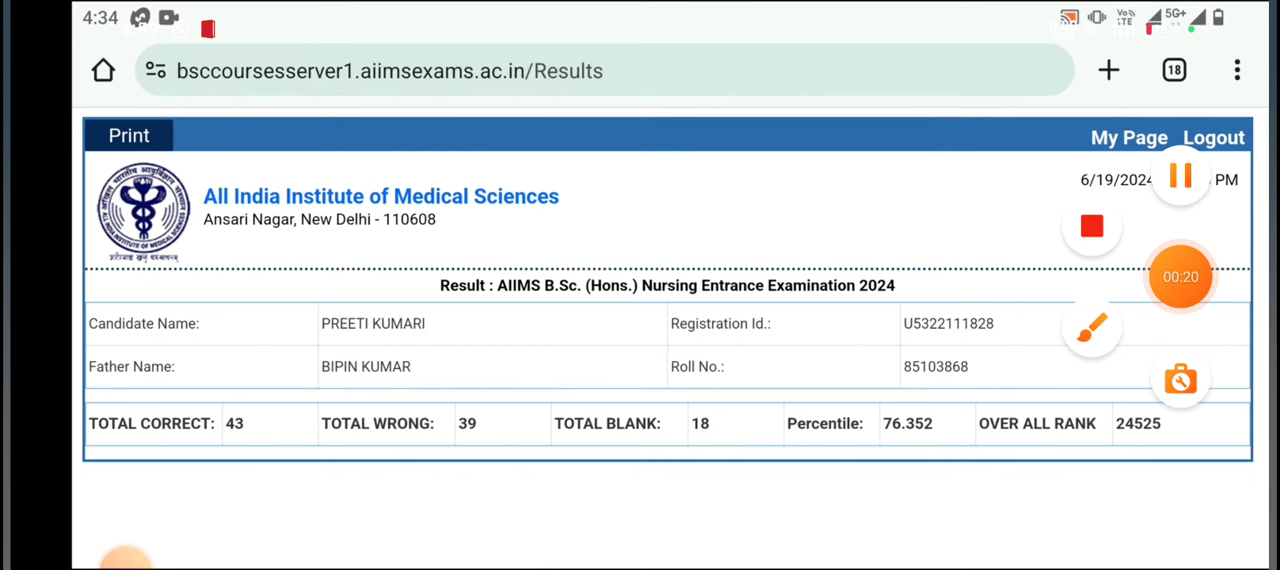 4:34
Vo)) LTE 5G+
bsccoursesserver1.aiimsexams.ac.in/Results 18
Print My Page Logout
6/19/2024 PM
All India Institute of Medical Sciences
Ansari Nagar, New Delhi - 110608
00:20
Result : AIIMS B.Sc. (Hons.) Nursing Entrance Examination 2024
Candidate Name: PREETI KUMARI Registration Id.: U5322111828
Father Name: BIPIN KUMAR Roll No.: 85103868
TOTAL CORRECT: 43 TOTAL WRONG: 39 TOTAL BLANK: 18 Percentile: 76.352 OVER ALL RANK 24525